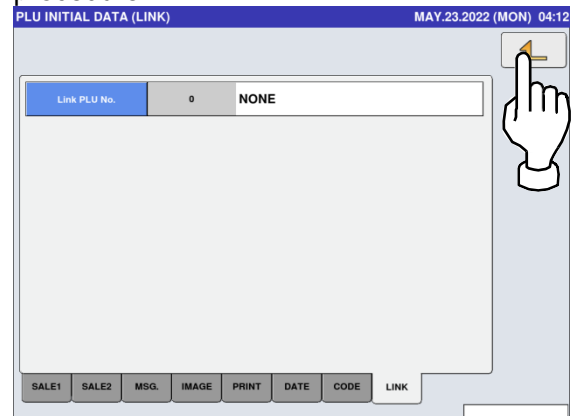 PLU INITIAL DATA (LINK) MAY.23.2022 (MON) 04:12
Link PLU No. 0 NONE
SALE1 SALE2 MSG. IMAGE PRINT DATE CODE LINK